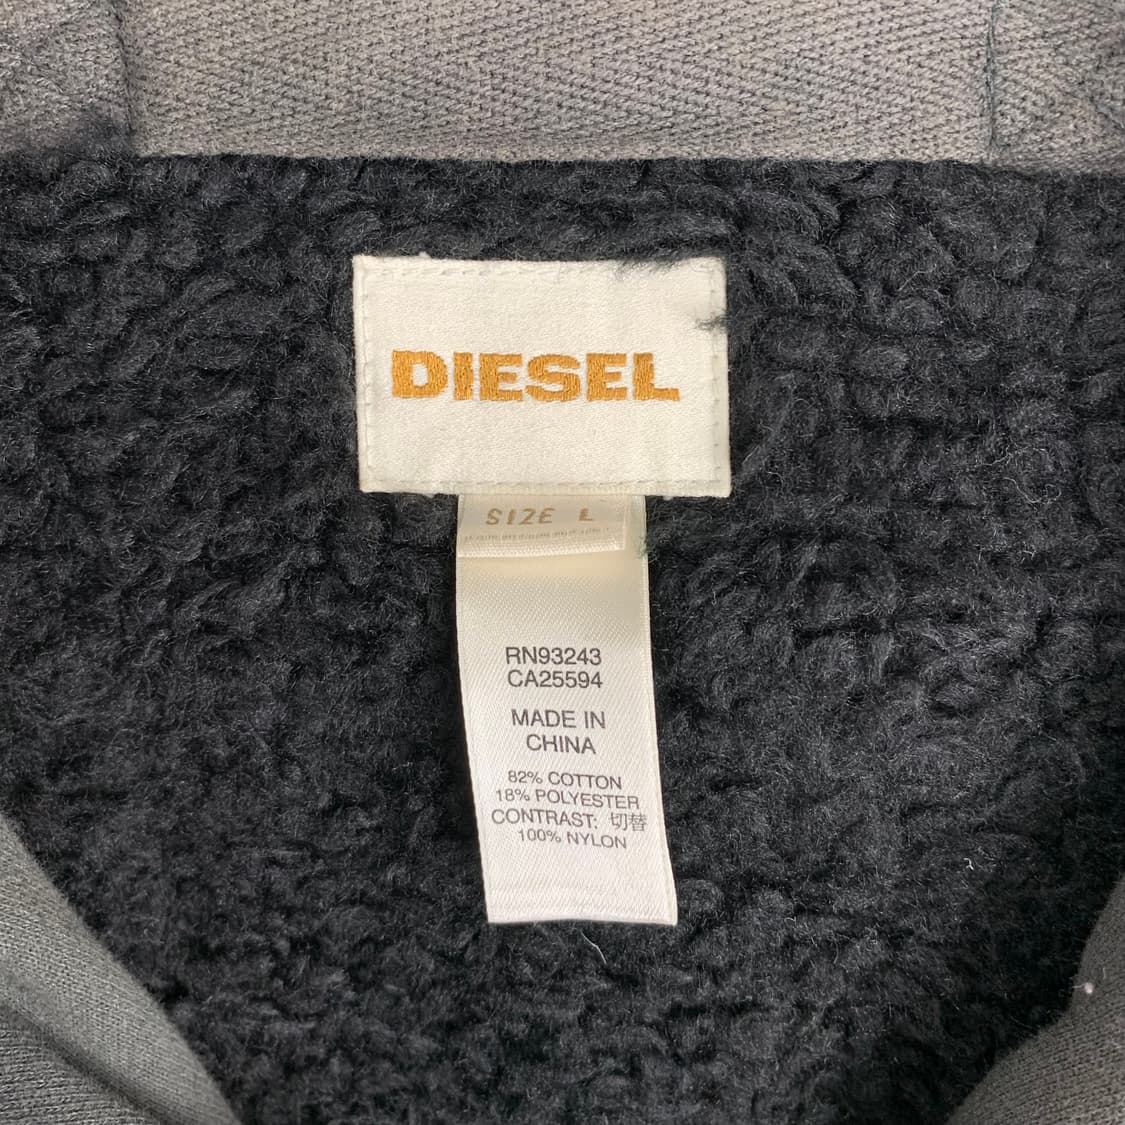 DIESEL
SIZE L
RN93243
CA25594
MADE IN
CHINA
82% COTTON
18% POLYESTER
CONTRAST: 切替
100% NYLON